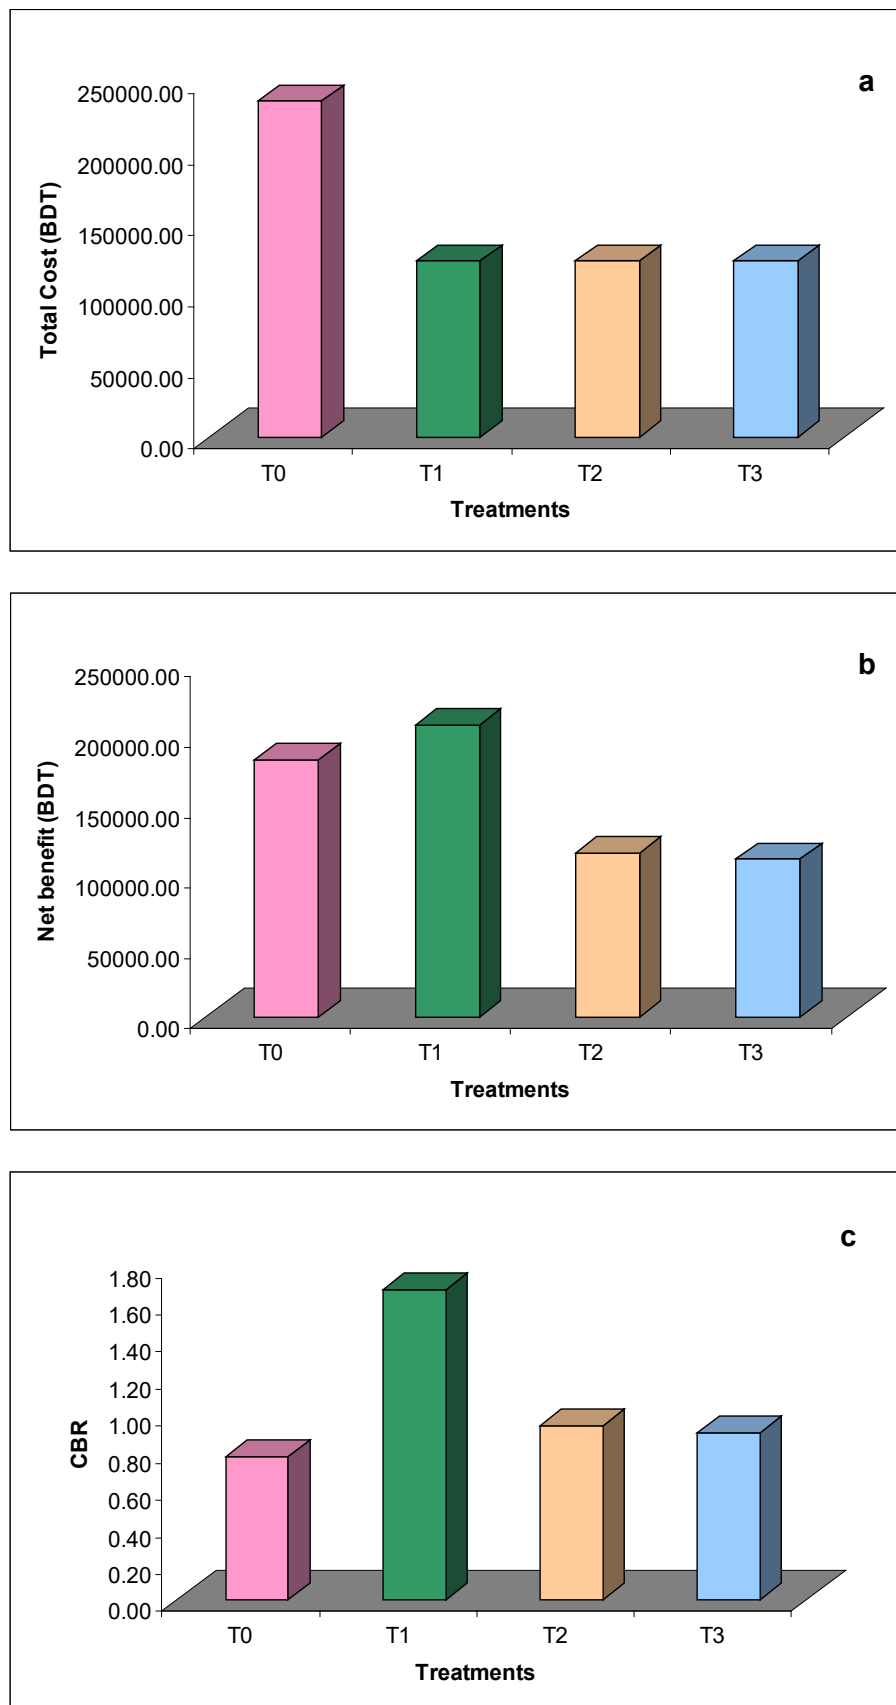 a
250000.00
200000.00
150000.00
100000.00
50000.00
0.00
Total Cost (BDT)
T0 T1 T2 T3
Treatments
b
250000.00
200000.00
150000.00
100000.00
50000.00
0.00
Net benefit (BDT)
T0 T1 T2 T3
Treatments
c
1.80
1.60
1.40
1.20
1.00
0.80
0.60
0.40
0.20
0.00
CBR
T0 T1 T2 T3
Treatments